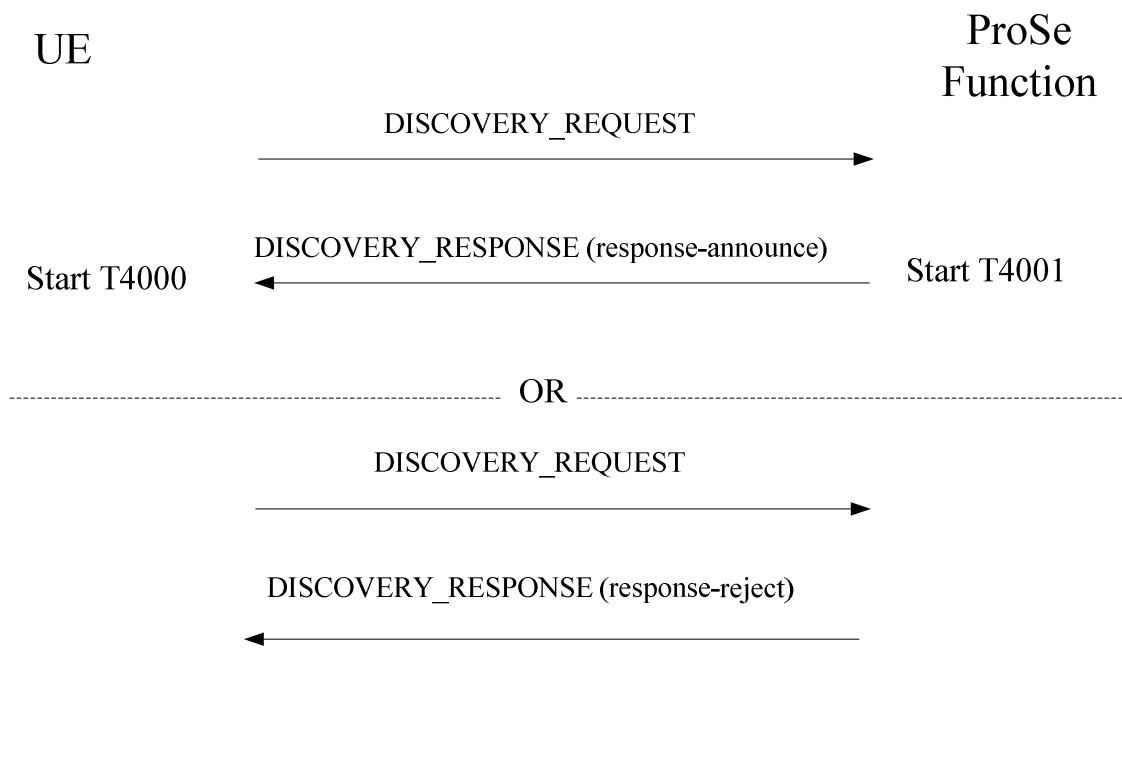 UE
ProSe
Function
DISCOVERY_REQUEST
DISCOVERY_RESPONSE (response-announce)
Start T4000
Start T4001
OR
DISCOVERY_REQUEST
DISCOVERY_RESPONSE (response-reject)